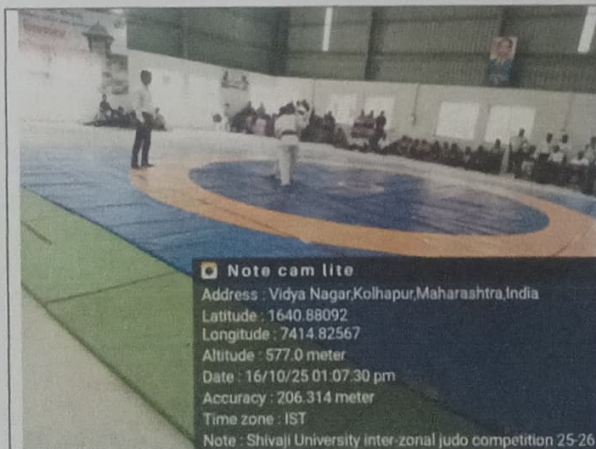 Note cam lite
Address : Vidya Nagar,Kolhapur,Maharashtra,India
Latitude : 1640.88092
Longitude : 7414.82567
Altitude : 577.0 meter
Date : 16/10/25 01:07:30 pm
Accuracy : 206.314 meter
Time zone : IST
Note : Shivaji University inter-zonal judo competition 25-26